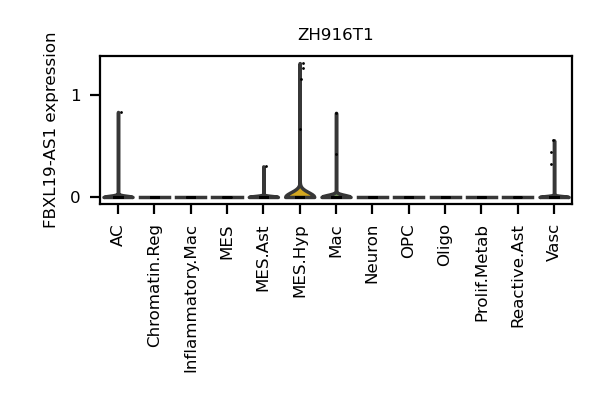 ZH916T1
FBXL19-AS1 expression
1
0
AC
Chromatin.Reg
Inflammatory.Mac
MES
MES.Ast
MES.Hyp
Mac
Neuron
OPC
Oligo
Prolif.Metab
Reactive.Ast
Vasc